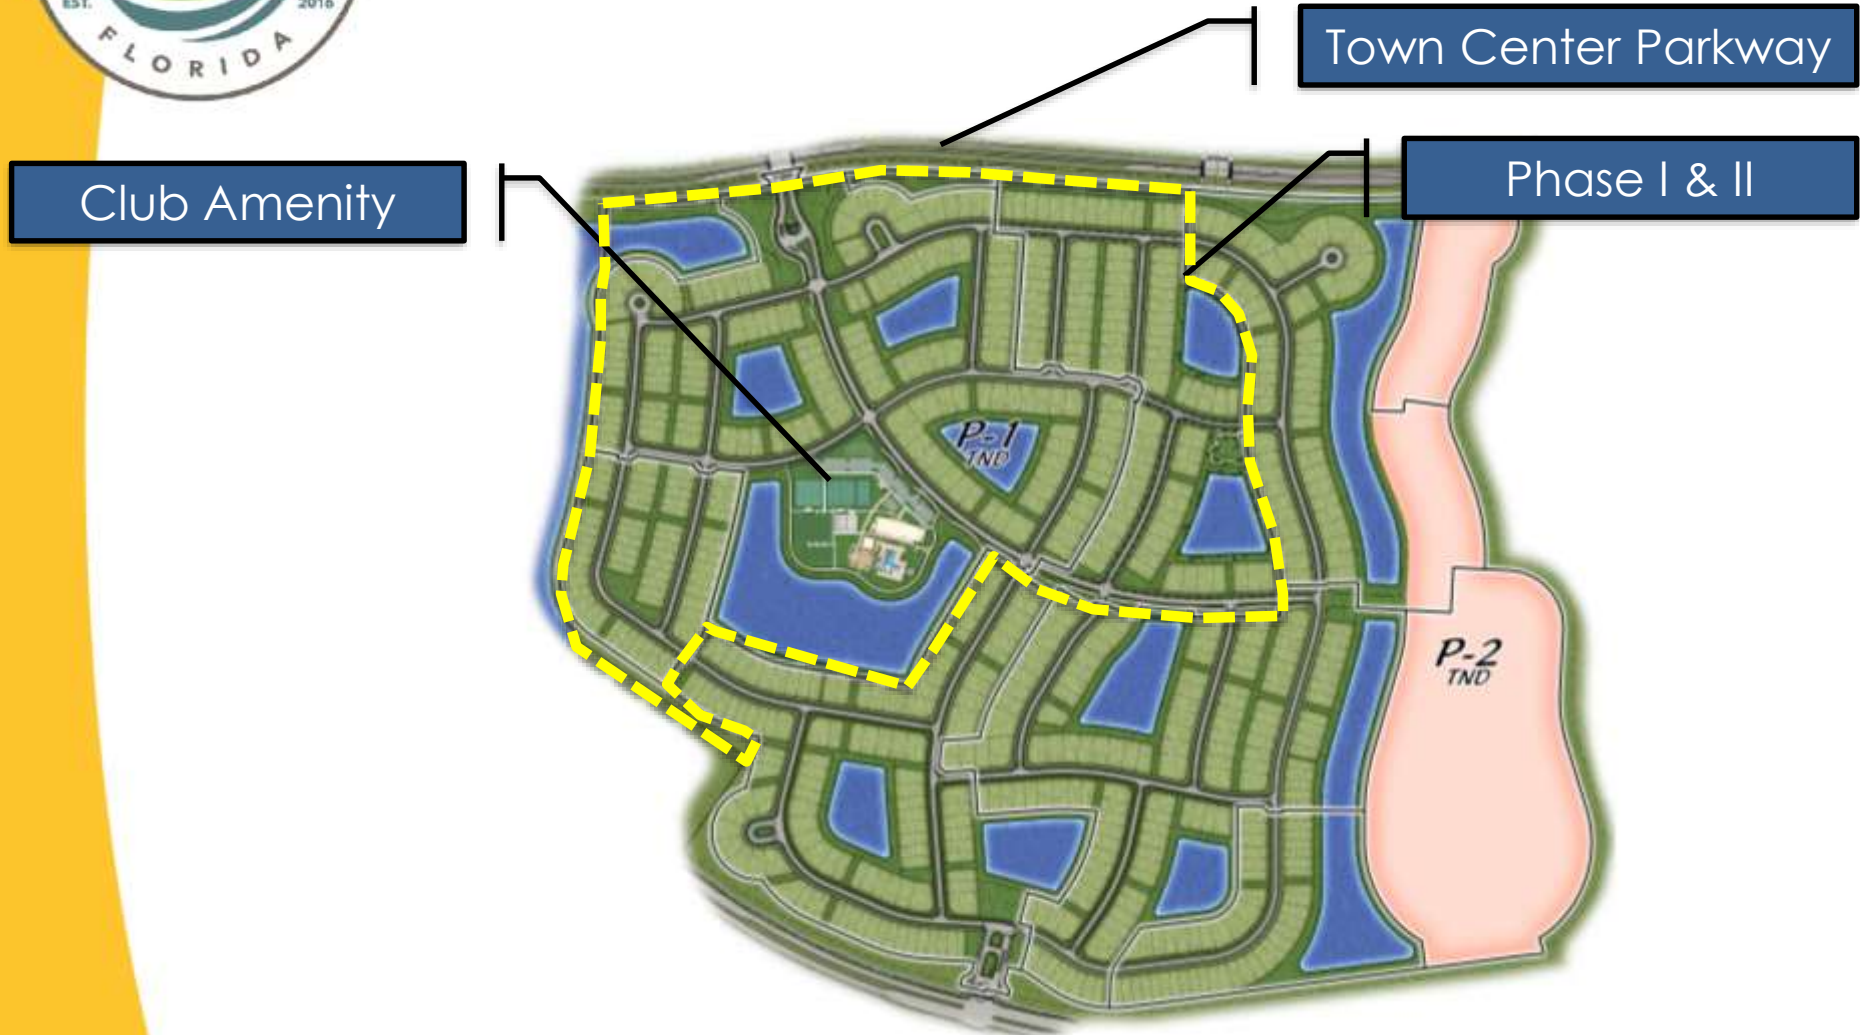 EST. 2016
FLORIDA
Town Center Parkway
Club Amenity
Phase I & II
P-1
TND
P-2
TND